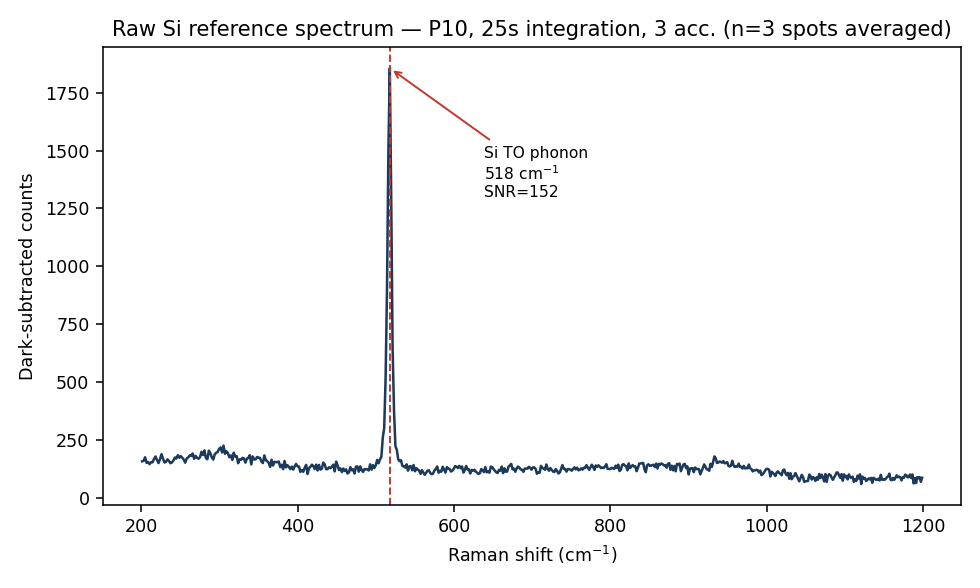 Raw Si reference spectrum — P10, 25s integration, 3 acc. (n=3 spots averaged)
Dark-subtracted counts
1750
1500
1250
1000
750
500
250
0
Si TO phonon
518 cm⁻¹
SNR=152
200 400 600 800 1000 1200
Raman shift (cm⁻¹)